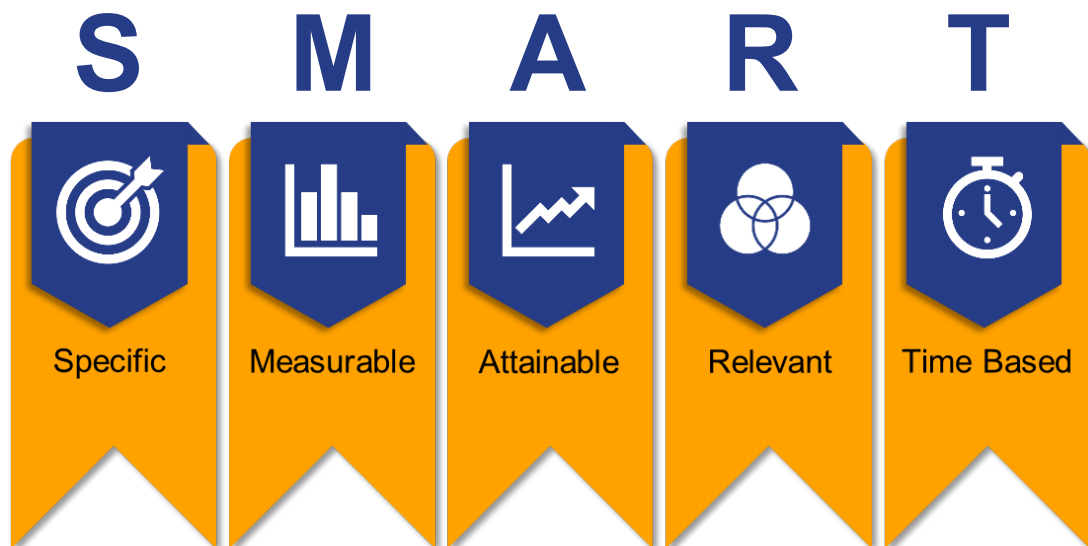 S M A R T
Specific
Measurable
Attainable
Relevant
Time Based